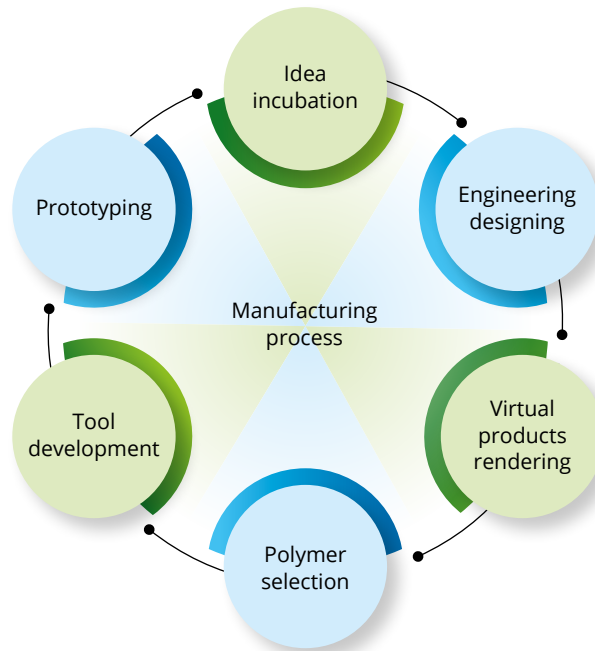 Idea
incubation
Engineering
designing
Virtual
products
rendering
Polymer
selection
Tool
development
Prototyping
Manufacturing
process